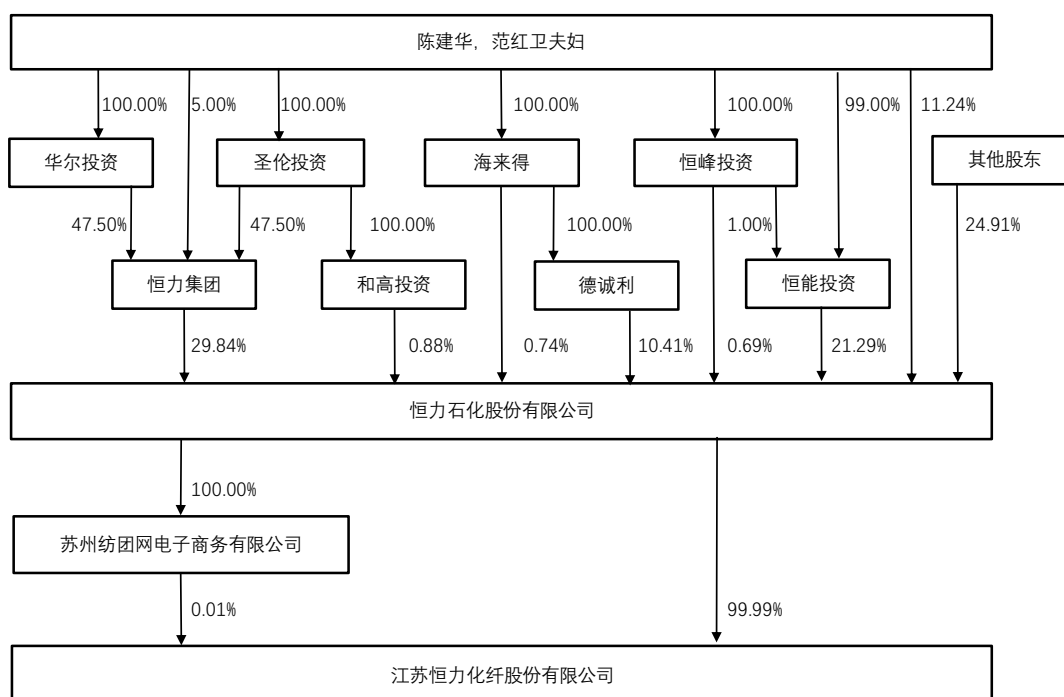 陈建华，范红卫夫妇
100.00%
5.00%
100.00%
100.00%
100.00%
99.00%
11.24%
华尔投资
圣伦投资
海来得
恒峰投资
其他股东
47.50%
47.50%
100.00%
100.00%
1.00%
24.91%
恒力集团
和高投资
德诚利
恒能投资
29.84%
0.88%
0.74%
10.41%
0.69%
21.29%
恒力石化股份有限公司
100.00%
苏州纺团网电子商务有限公司
0.01%
99.99%
江苏恒力化纤股份有限公司